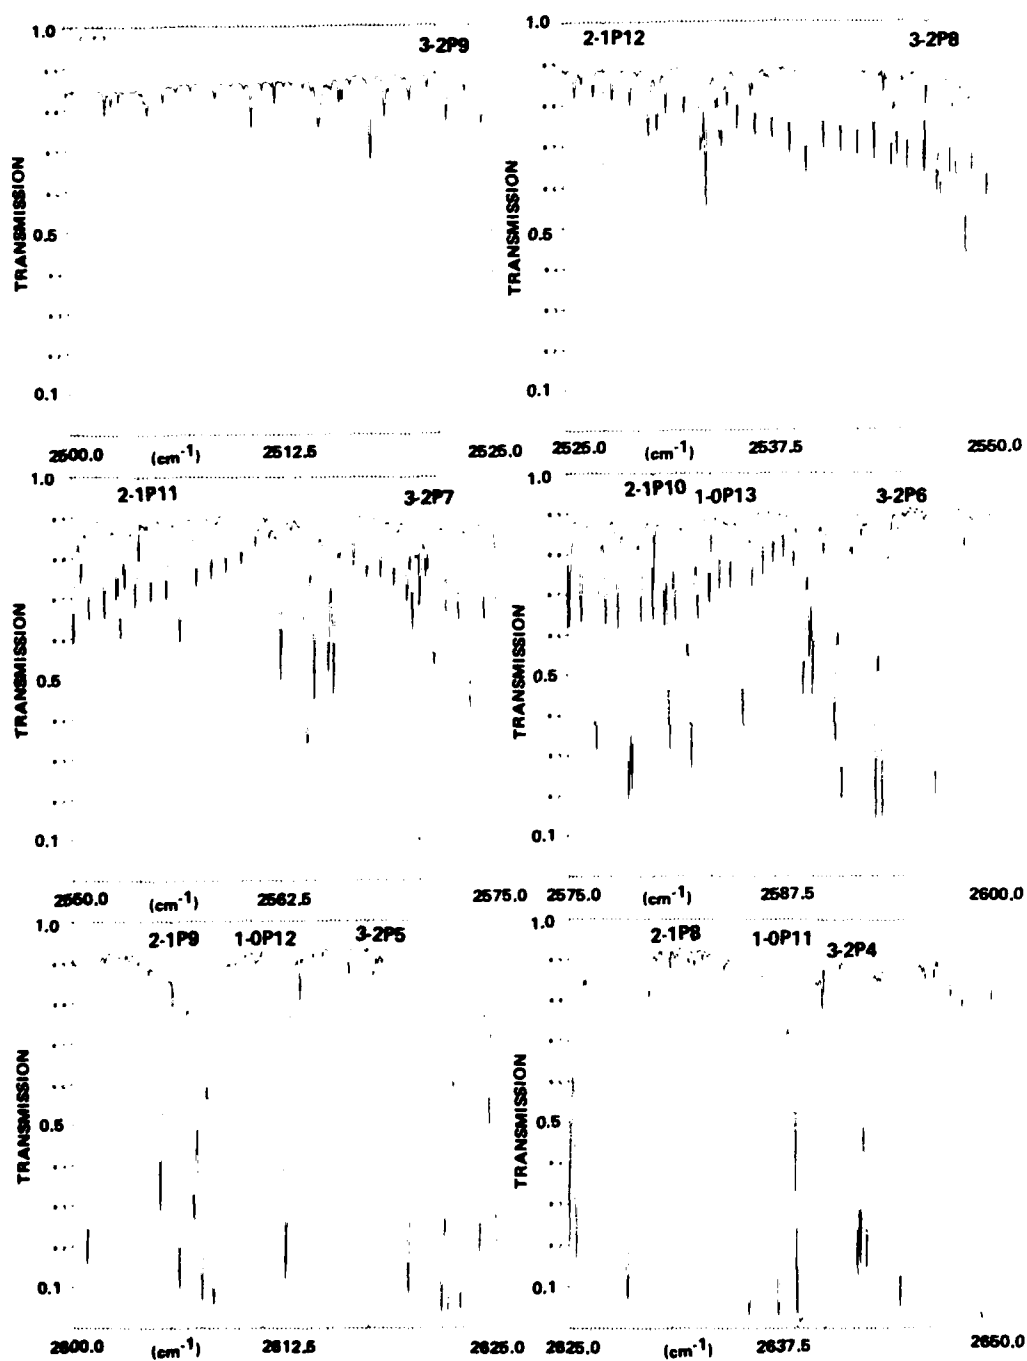 1.0
3-2P9
TRANSMISSION
0.5
0.1
2500.0 (cm-1) 2512.5 2525.0
1.0
2-1P12 3-2P8
TRANSMISSION
0.5
0.1
2525.0 (cm-1) 2537.5 2550.0
1.0
2-1P11 3-2P7
TRANSMISSION
0.5
0.1
2550.0 (cm-1) 2562.5 2575.0
1.0
2-1P10 1-0P13 3-2P6
TRANSMISSION
0.5
0.1
2575.0 (cm-1) 2587.5 2600.0
1.0
2-1P9 1-0P12 3-2P5
TRANSMISSION
0.5
0.1
2600.0 (cm-1) 2612.5 2625.0
1.0
2-1P8 1-0P11 3-2P4
TRANSMISSION
0.5
0.1
2625.0 (cm-1) 2637.5 2650.0